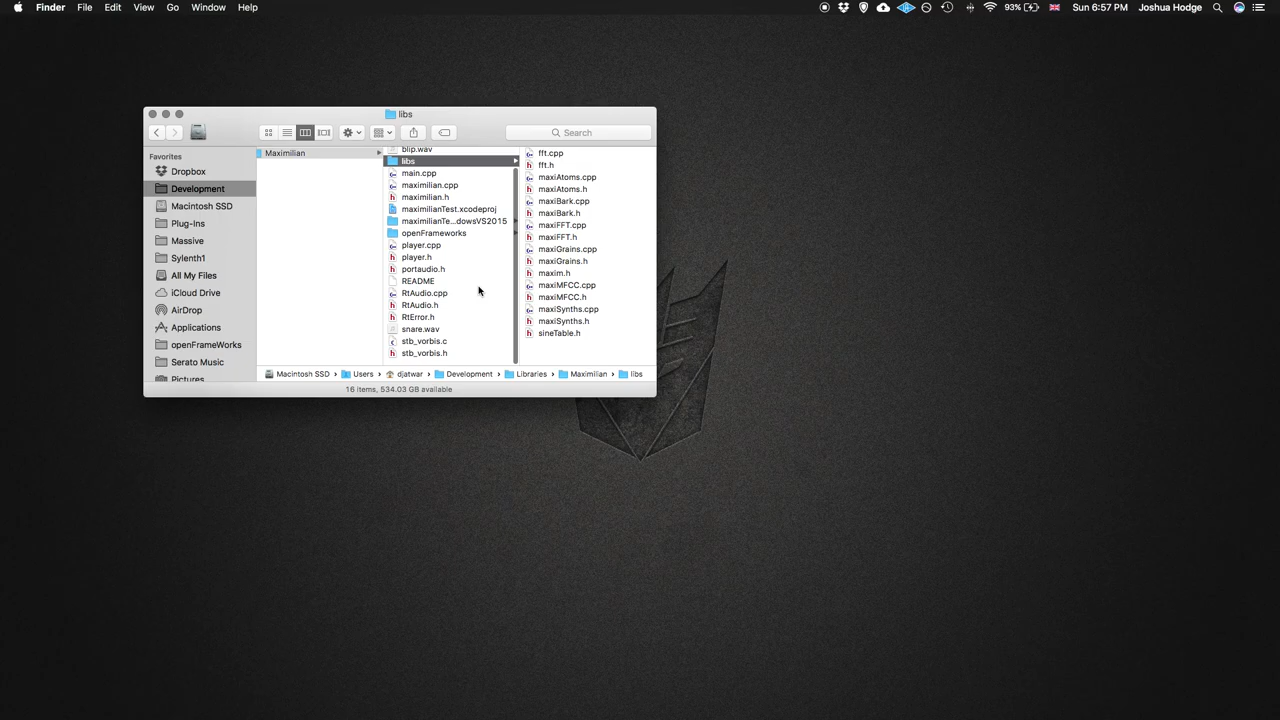 Finder File Edit View Go Window Help 93% Sun 6:57 PM Joshua Hodge
libs
Search
Favorites
Dropbox
Development
Macintosh SSD
Plug-Ins
Massive
Sylenth1
All My Files
iCloud Drive
AirDrop
Applications
openFrameWorks
Serato Music
Pictures
Maximilian
blip.wav
libs
main.cpp
maximilian.cpp
maximilian.h
maximilianTest.xcodeproj
maximilianTe...dowsVS2015
openFrameworks
player.cpp
player.h
portaudio.h
README
RtAudio.cpp
RtAudio.h
RtError.h
snare.wav
stb_vorbis.c
stb_vorbis.h
fft.cpp
fft.h
maxiAtoms.cpp
maxiAtoms.h
maxiBark.cpp
maxiBark.h
maxiFFT.cpp
maxiFFT.h
maxiGrains.cpp
maxiGrains.h
maxim.h
maxiMFCC.cpp
maxiMFCC.h
maxiSynths.cpp
maxiSynths.h
sineTable.h
Macintosh SSD › Users › djatwar › Development › Libraries › Maximilian › libs
16 items, 534.03 GB available